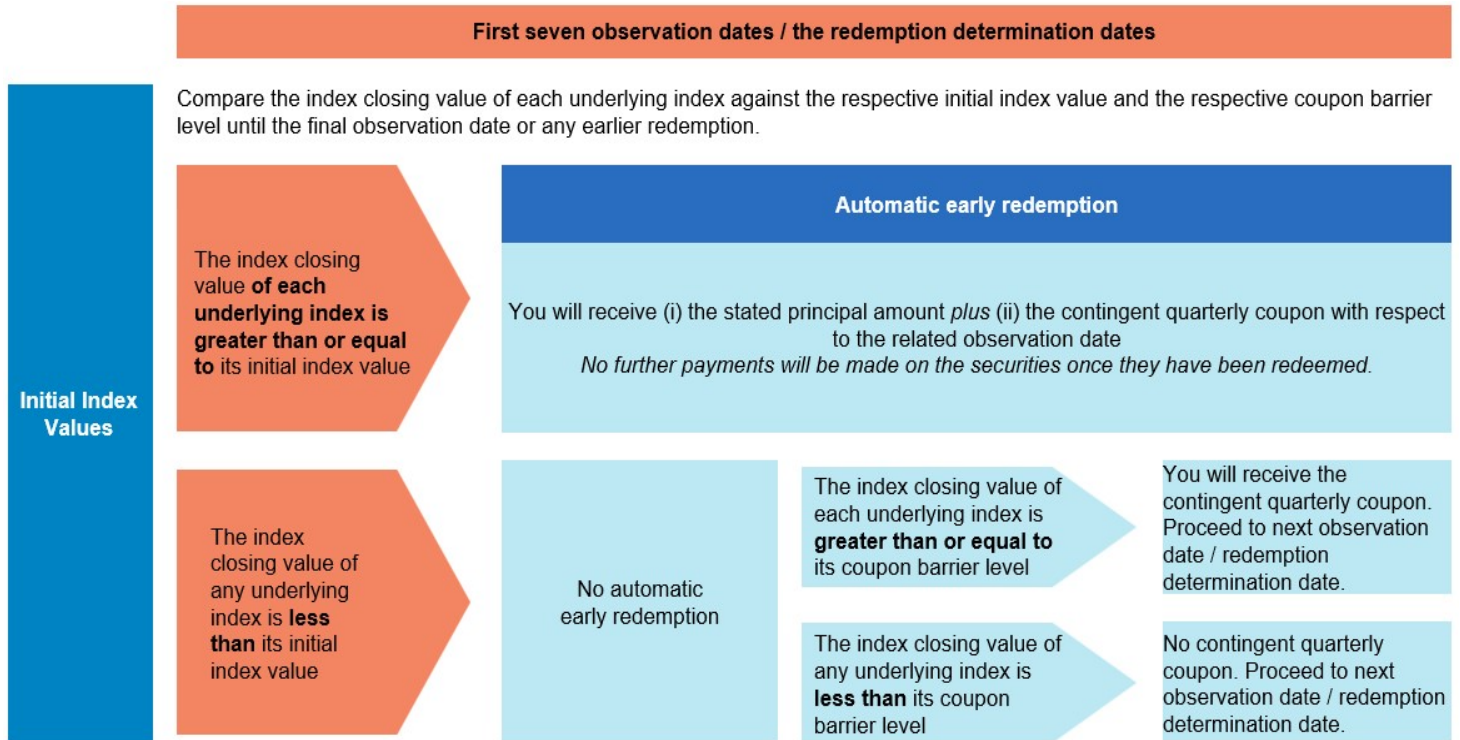 First seven observation dates / the redemption determination dates
Compare the index closing value of each underlying index against the respective initial index value and the respective coupon barrier
level until the final observation date or any earlier redemption.
Initial Index
Values
The index closing
value of each
underlying index is
greater than or equal
to its initial index value
Automatic early redemption
You will receive (i) the stated principal amount plus (ii) the contingent quarterly coupon with respect
to the related observation date
No further payments will be made on the securities once they have been redeemed.
The index
closing value of
any underlying
index is less
than its initial
index value
No automatic
early redemption
The index closing value of
each underlying index is
greater than or equal to
its coupon barrier level
You will receive the
contingent quarterly coupon.
Proceed to next observation
date / redemption
determination date.
The index closing value of
any underlying index is
less than its coupon
barrier level
No contingent quarterly
coupon. Proceed to next
observation date / redemption
determination date.